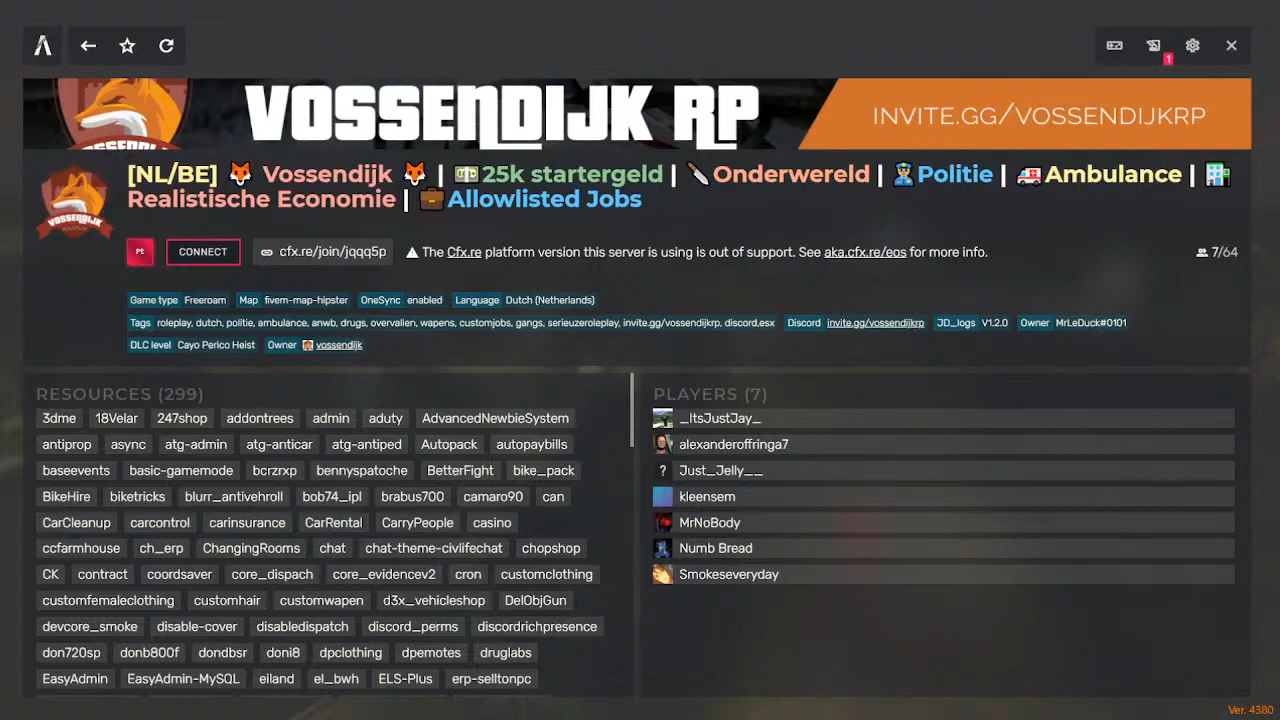 1
VOSSENDIJK RP
INVITE.GG/VOSSENDIJKRP
VOSSENDIJK
[NL/BE] 🦊 Vossendijk 🦊 | 💵25k startergeld | 🔪Onderwereld | 👮Politie | 🚑Ambulance | 🏥
Realistische Economie | 💼Allowlisted Jobs
Pt CONNECT cfx.re/join/jqqq5p The Cfx.re platform version this server is using is out of support. See aka.cfx.re/eos for more info. 7/64
Game type Freeroam Map fivem-map-hipster OneSync enabled Language Dutch (Netherlands)
Tags roleplay, dutch, politie, ambulance, anwb, drugs, overvallen, wapens, customjobs, gangs, serieuzeroleplay, invite.gg/vossendijkrp, discord,esx Discord invite.gg/vossendijkrp JD_logs V1.2.0 Owner MrLeDuck#0101
DLC level Cayo Perico Heist Owner vossendijk
RESOURCES (299)
3dme 18Velar 247shop addontrees admin aduty AdvancedNewbieSystem
antiprop async atg-admin atg-anticar atg-antiped Autopack autopaybills
baseevents basic-gamemode bcrzrxp bennyspatoche BetterFight bike_pack
BikeHire biketricks blurr_antivehroll bob74_ipl brabus700 camaro90 can
CarCleanup carcontrol carinsurance CarRental CarryPeople casino
ccfarmhouse ch_erp ChangingRooms chat chat-theme-civlifechat chopshop
CK contract coordsaver core_dispach core_evidencev2 cron customclothing
customfemaleclothing customhair customwapen d3x_vehicleshop DelObjGun
devcore_smoke disable-cover disabledispatch discord_perms discordrichpresence
don720sp donb800f dondbsr doni8 dpclothing dpemotes druglabs
EasyAdmin EasyAdmin-MySQL eiland el_bwh ELS-Plus erp-selltonpc
PLAYERS (7)
_ItsJustJay_
alexanderoffringa7
? Just_Jelly__
kleensem
MrNoBody
Numb Bread
Smokeseveryday
Ver. 4380